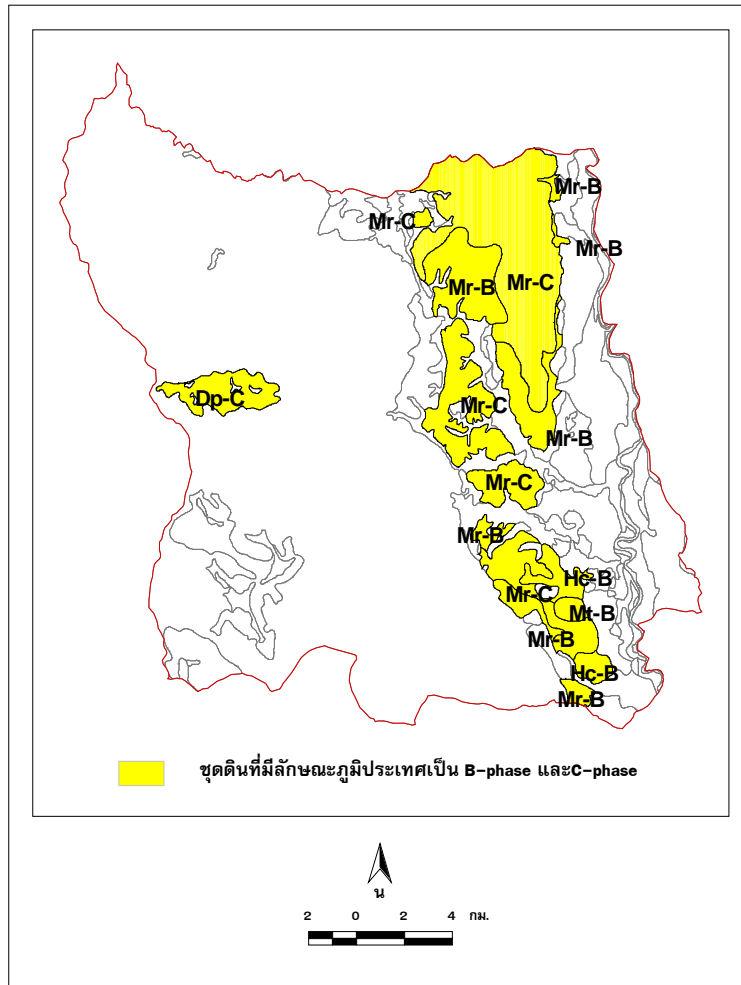 Mr-B
Mr-C
Mr-B
Mr-C
Mr-B
Dp-C
Mr-C
Mr-B
Mr-C
Mr-B
Hc-B
Mr-C
Mt-B
Mr-B
Hc-B
Mr-B
ชุดดินที่มีลักษณะภูมิประเทศเป็น B-phase และC-phase
น
2 0 2 4 กม.